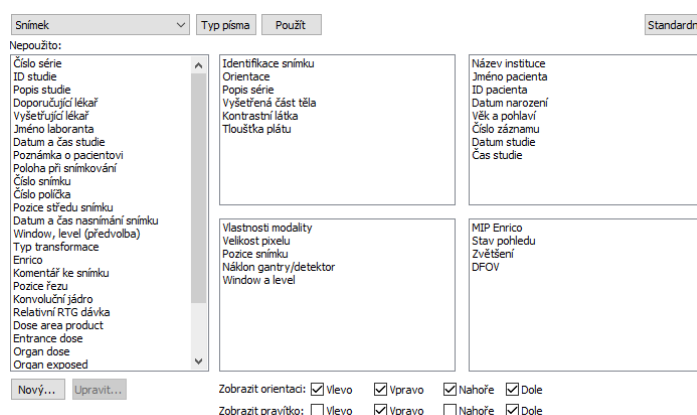 Snímek
Typ písma
Použít
Standardn
Nepoužito:
Číslo série
ID studie
Popis studie
Doporučující lékař
Vyšetřující lékař
Jméno laboranta
Datum a čas studie
Poznámka o pacientovi
Poloha při snímkování
Číslo snímku
Číslo políčka
Pozice středu snímku
Datum a čas nasnímání snímku
Window, level (předvolba)
Typ transformace
Enrico
Komentář ke snímku
Pozice řezu
Konvoluční jádro
Relativní RTG dávka
Dose area product
Entrance dose
Organ dose
Organ exposed
Identifikace snímku
Orientace
Popis série
Vyšetřená část těla
Kontrastní látka
Tloušťka plátu
Název instituce
Jméno pacienta
ID pacienta
Datum narození
Věk a pohlaví
Číslo záznamu
Datum studie
Čas studie
Vlastnosti modality
Velikost pixelu
Pozice snímku
Náklon gantry/detektor
Window a level
MIP Enrico
Stav pohledu
Zvětšení
DFOV
Nový...
Upravit...
Zobrazit orientaci: Vlevo Vpravo Nahoře Dole
Zobrazit pravítko: Vlevo Vpravo Nahoře Dole